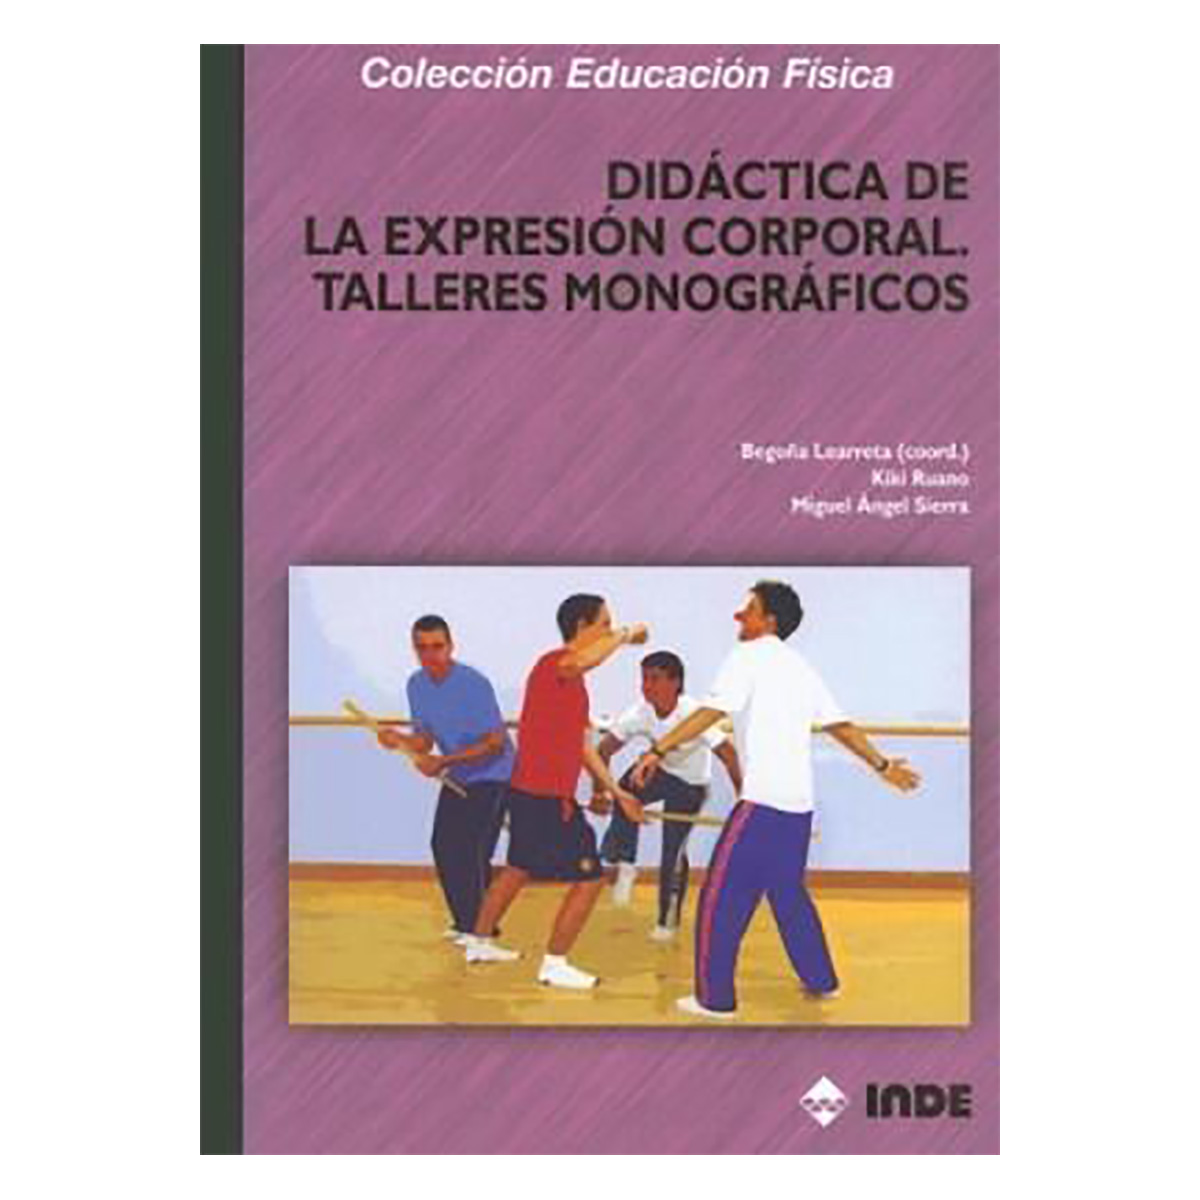 Colección Educación Física
DIDÁCTICA DE
LA EXPRESIÓN CORPORAL.
TALLERES MONOGRÁFICOS
Begoña Learreta (coord.)
Kiki Ruano
Miguel Ángel Sierra
INDE